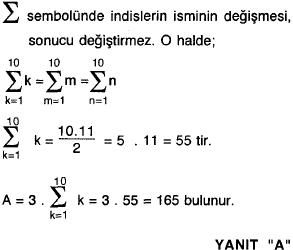 ∑ sembolünde indislerin isminin değişmesi,
sonucu değiştirmez. O halde;
10 10 10
∑k = ∑m = ∑n
k=1 m=1 n=1
10
∑ k = 10.11 / 2 = 5 . 11 = 55 tir.
k=1
10
A = 3 . ∑ k = 3 . 55 = 165 bulunur.
k=1
YANIT "A"